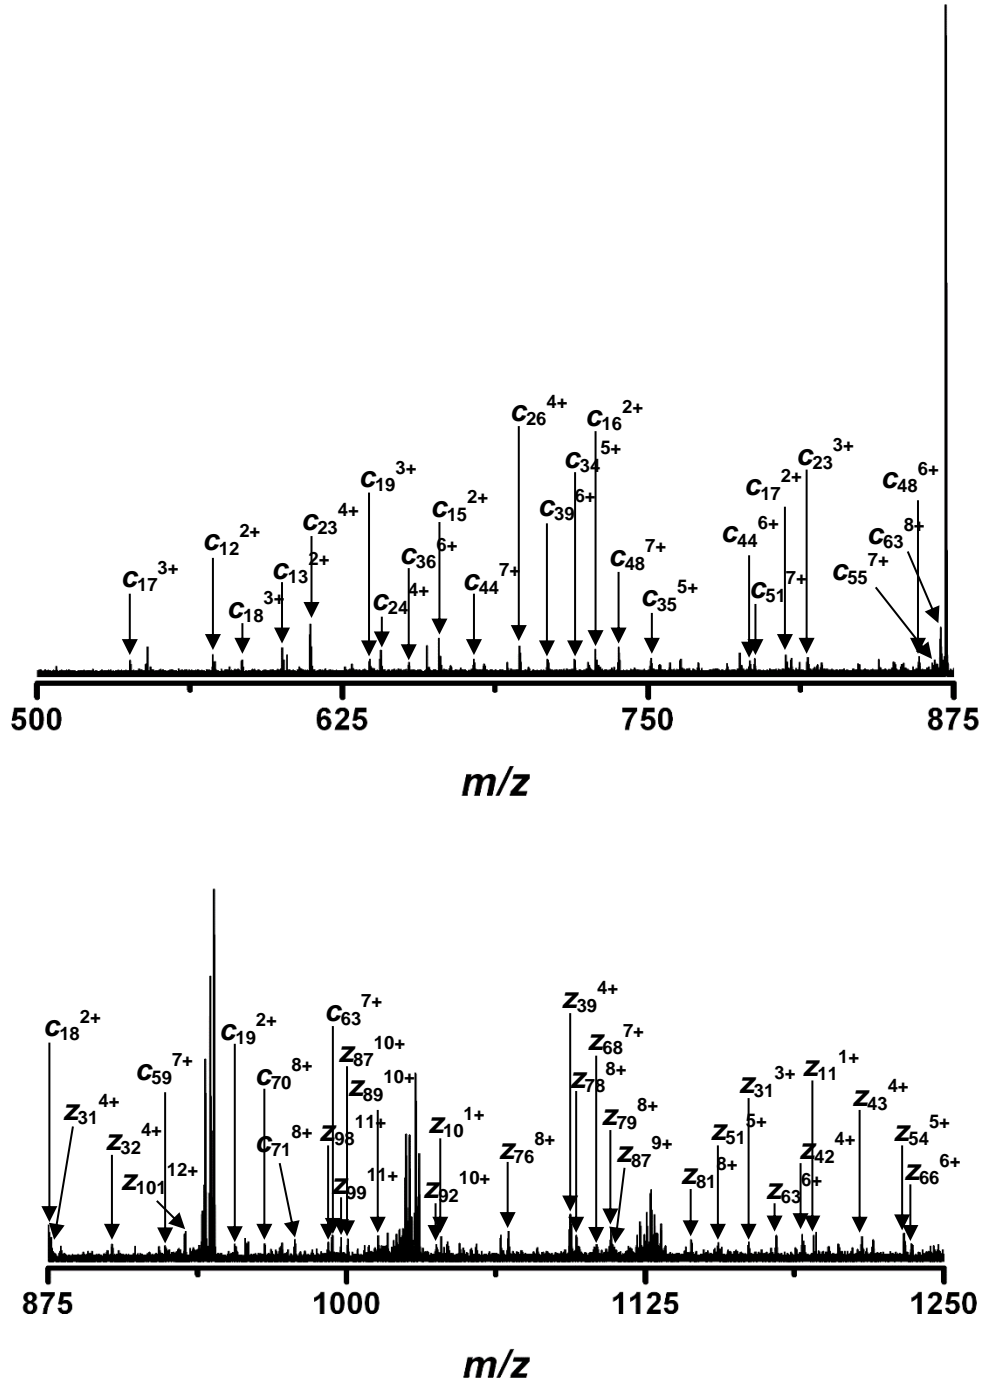 c26 4+
c16 2+
c34 5+
c23 3+
c19 3+
c48 6+
c17 2+
c15 2+
c39 6+
c23 4+
c44 6+
c63 8+
c12 2+
c36 6+
c48 7+
c55 7+
c17 3+
c13 2+
c44 7+
c51 7+
c18 3+
c24 4+
c35 5+
500 625 750 875
m/z
z39 4+
c63 7+
c18 2+
c19 2+
z87 10+
z68 7+
c59 7+
c70 8+
z89 10+
z78 8+
z31 3+
z11 1+
z31 4+
z43 4+
z32 4+
c71 8+
z98 11+
z10 1+
z79 8+
z51 5+
z54 5+
z76 8+
z87 9+
z42 4+
z101 12+
z99 11+
z92 10+
z81 8+
z63 6+
z66 6+
875 1000 1125 1250
m/z